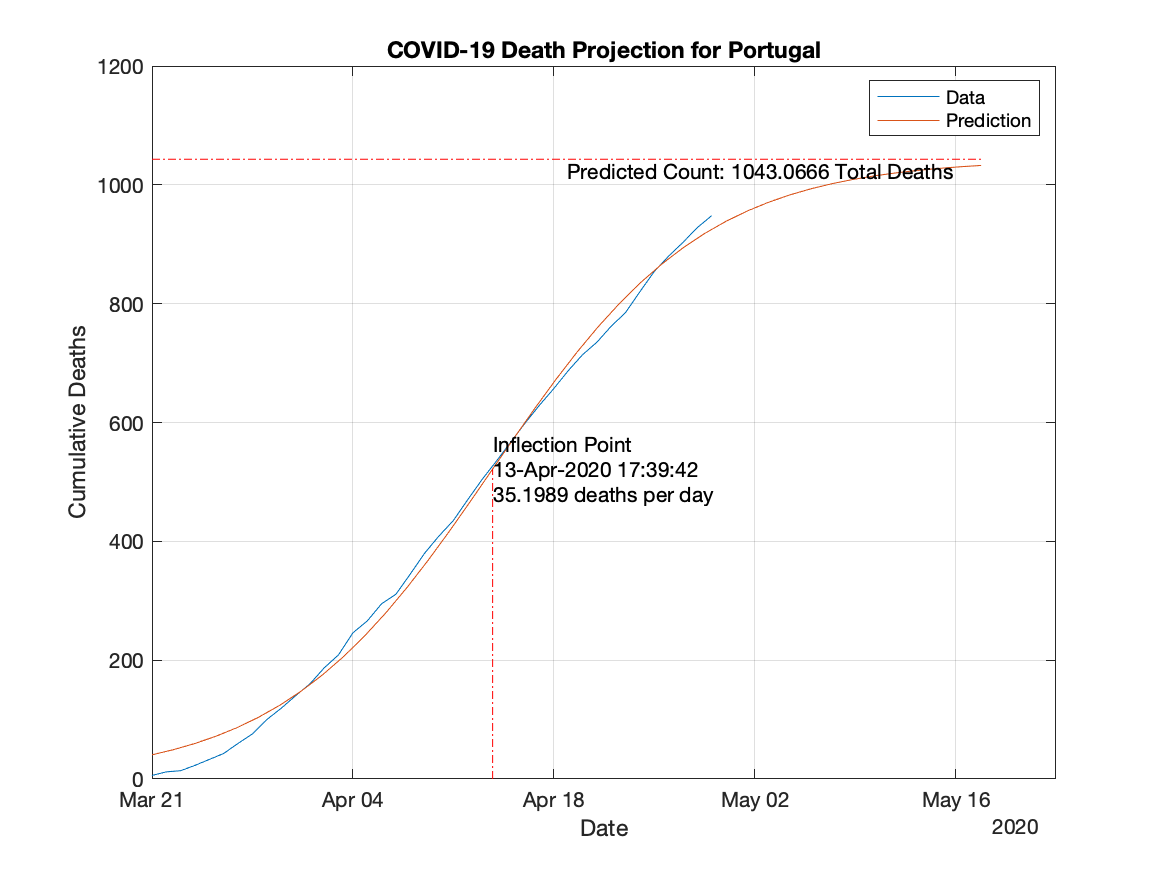 COVID-19 Death Projection for Portugal
1200
1000
800
600
400
200
0
Cumulative Deaths
Data
Prediction
Predicted Count: 1043.0666 Total Deaths
Inflection Point
13-Apr-2020 17:39:42
35.1989 deaths per day
Mar 21
Apr 04
Apr 18
May 02
May 16
Date
2020